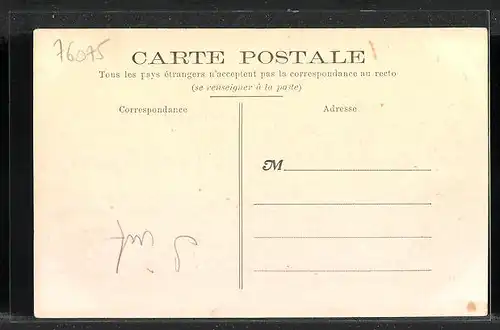 76075
CARTE POSTALE
Tous les pays étrangers n'acceptent pas la correspondance au recto
(se renseigner à la poste)
Correspondance
Adresse
M